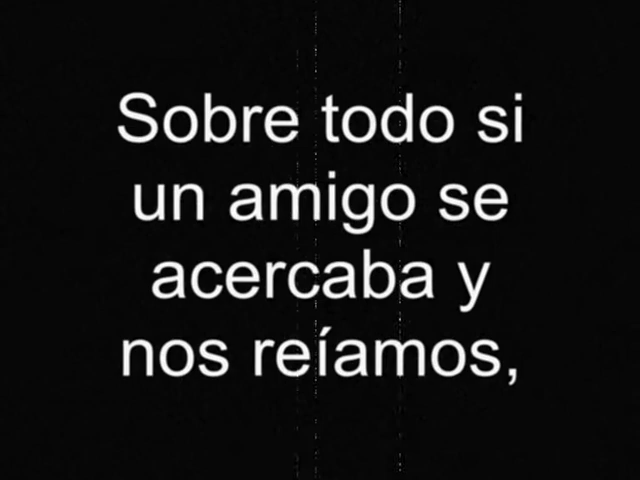 Sobre todo si
un amigo se
acercaba y
nos reíamos,